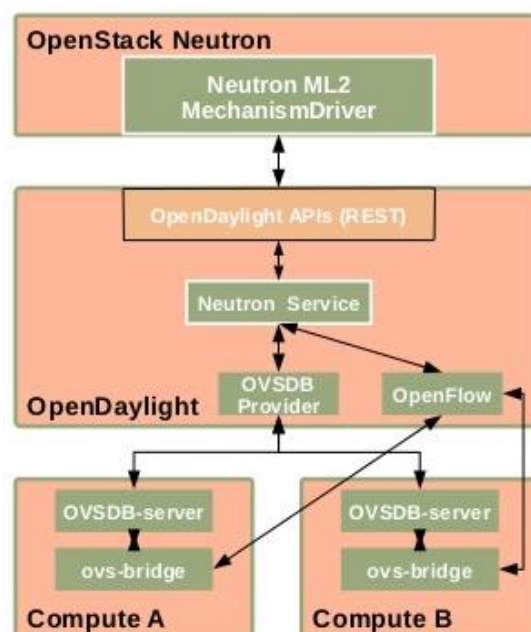 OpenStack Neutron
Neutron ML2
MechanismDriver
OpenDaylight APIs (REST)
Neutron Service
OVSDB
Provider
OpenFlow
OpenDaylight
OVSDB-server
ovs-bridge
Compute A
OVSDB-server
ovs-bridge
Compute B